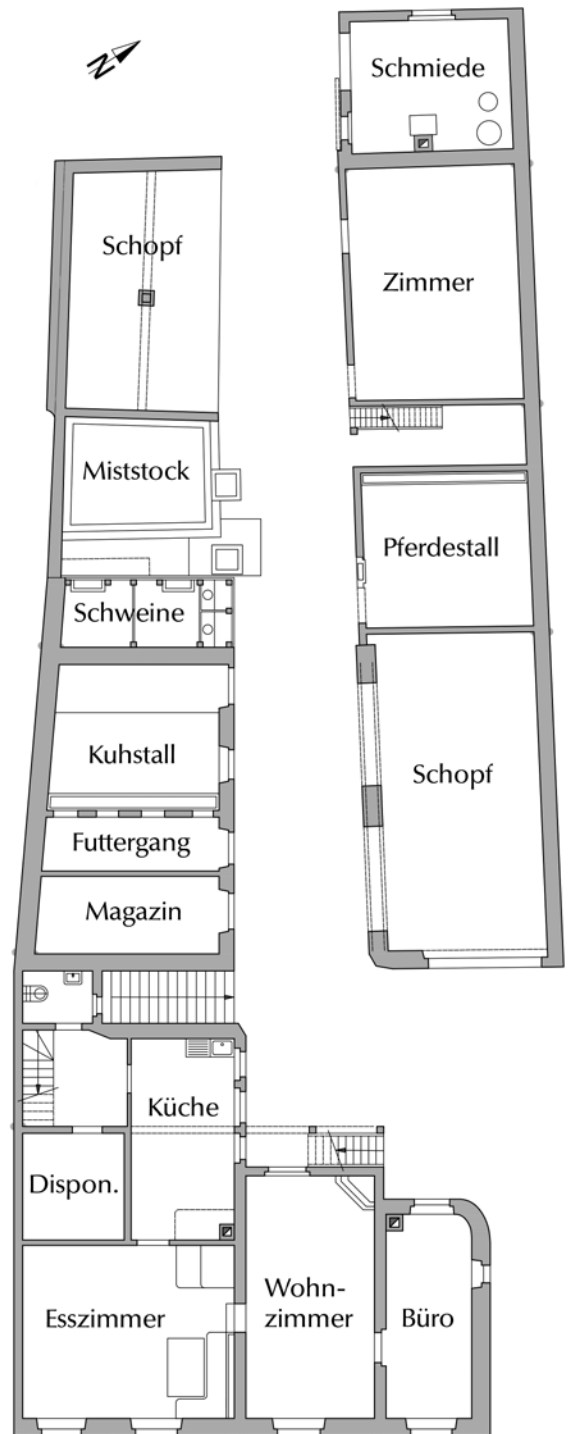 N
Schmiede
Schopf
Zimmer
Miststock
Pferdestall
Schweine
Kuhstall
Schopf
Futtergang
Magazin
Küche
Dispon.
Esszimmer
Wohn-
zimmer
Büro